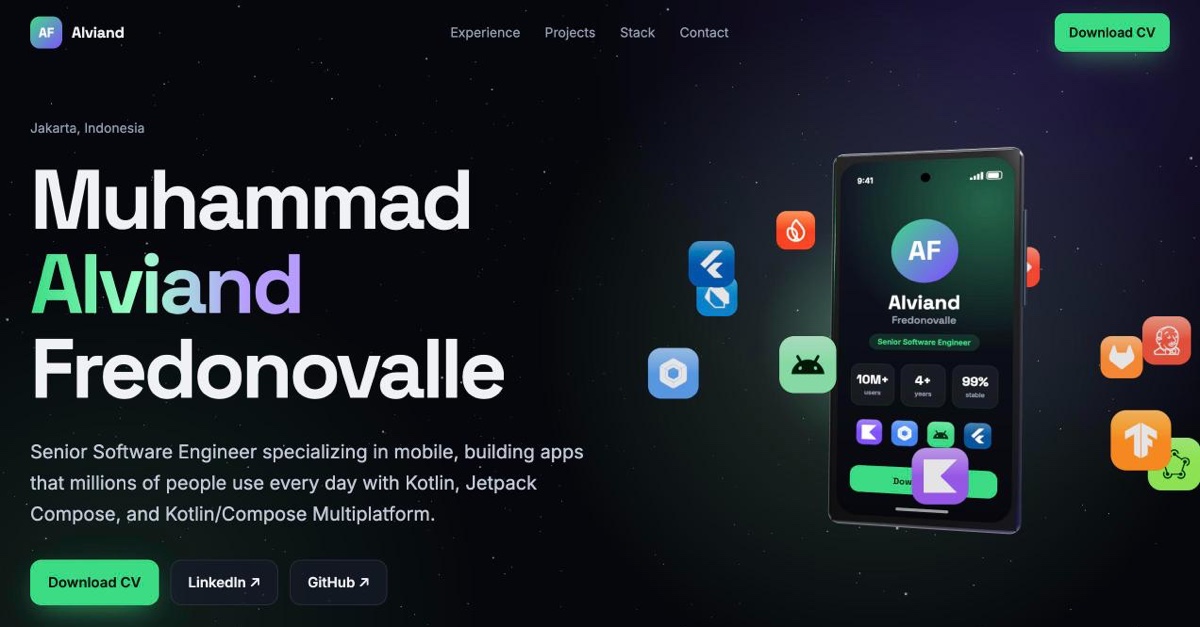 AF Alviand
Experience Projects Stack Contact
Download CV
Jakarta, Indonesia
Muhammad
Alviand
Fredonovalle
Senior Software Engineer specializing in mobile, building apps
that millions of people use every day with Kotlin, Jetpack
Compose, and Kotlin/Compose Multiplatform.
Download CV
LinkedIn ↗
GitHub ↗
9:41
AF
Alviand
Fredonovalle
Senior Software Engineer
10M+
users
4+
years
99%
stable